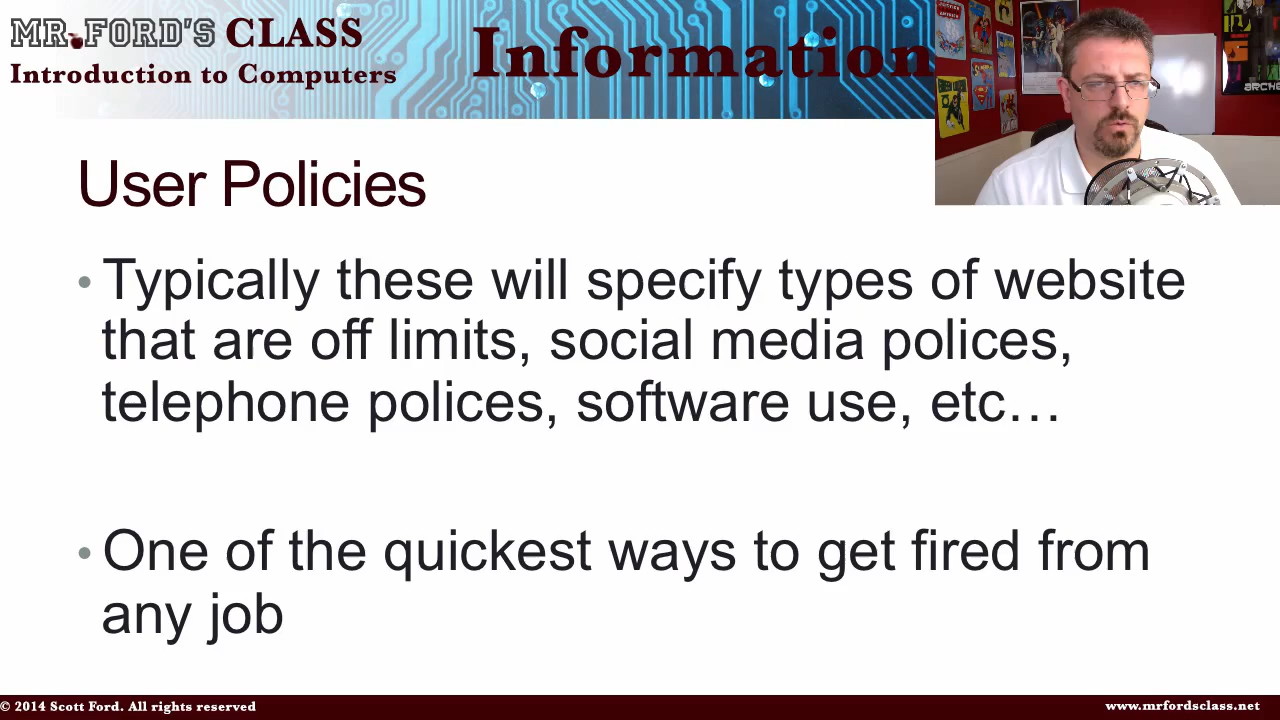 MR. FORD'S CLASS
Introduction to Computers
Information
ARCHE
User Policies
• Typically these will specify types of website
that are off limits, social media polices,
telephone polices, software use, etc…
• One of the quickest ways to get fired from
any job
© 2014 Scott Ford. All rights reserved
www.mrfordsclass.net